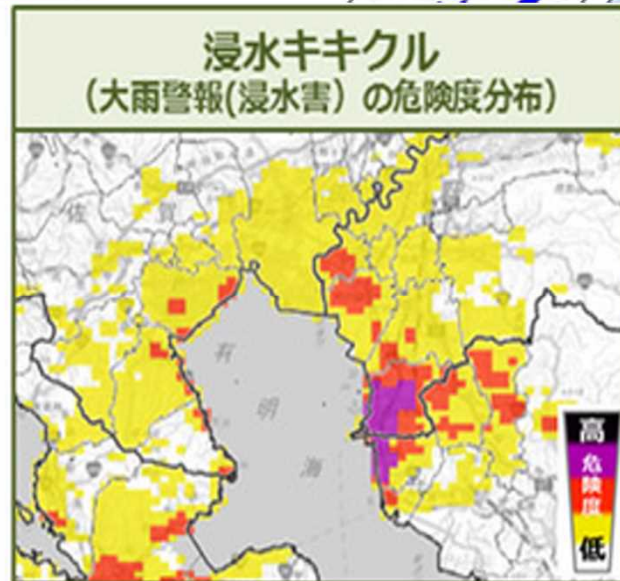 浸水キキクル
（大雨警報(浸水害）の危険度分布）
佐賀
有明海
高
危険度
低